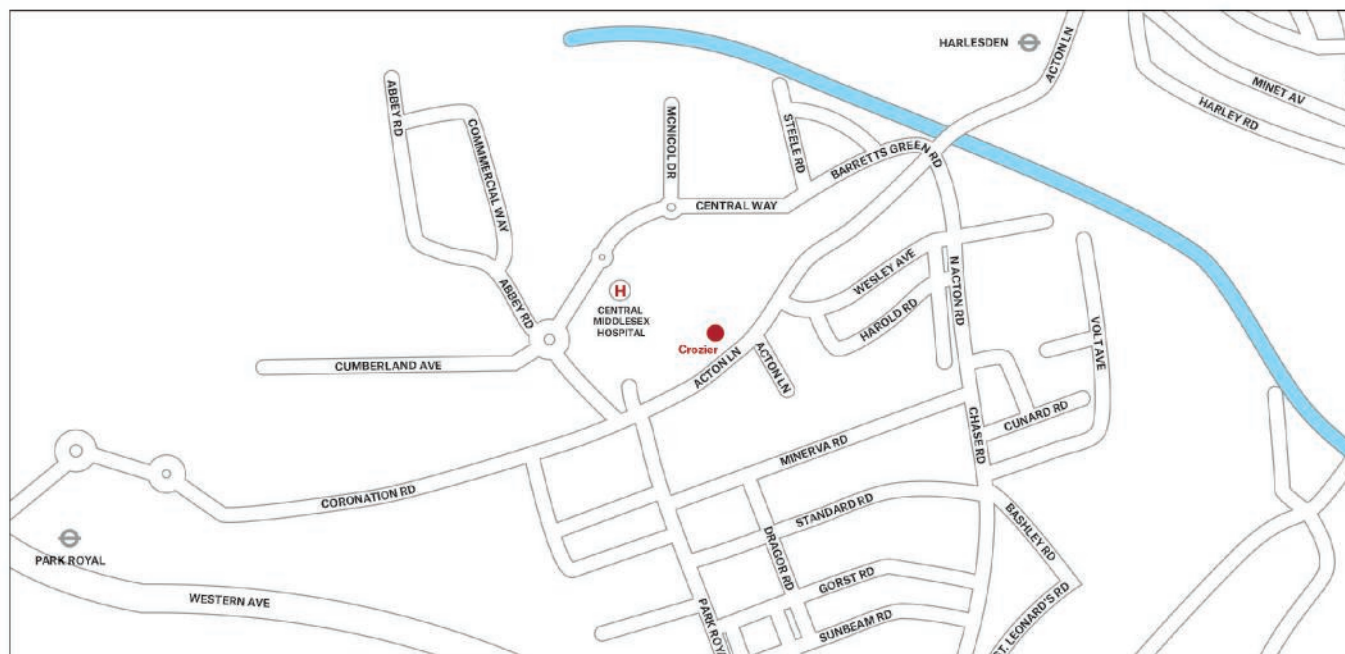 HARLESDEN
ACTON LN
MINET AV
HARLEY RD
ABBEY RD
COMMMERCIAL WAY
MCNICOL DR
STEELE RD
BARRETTS GREEN RD
CENTRAL WAY
ABBEY RD
H
CENTRAL
MIDDLESEX
HOSPITAL
Crozier
WESLEY AVE
N ACTON RD
HAROLD RD
VOLT AVE
CUMBERLAND AVE
ACTON LN
ACTON LN
CUNARD RD
CHASE RD
MINERVA RD
CORONATION RD
STANDARD RD
BASHLEY RD
DRAGOR RD
PARK ROYAL
GORST RD
WESTERN AVE
SUNBEAM RD
ST. LEONARD'S RD